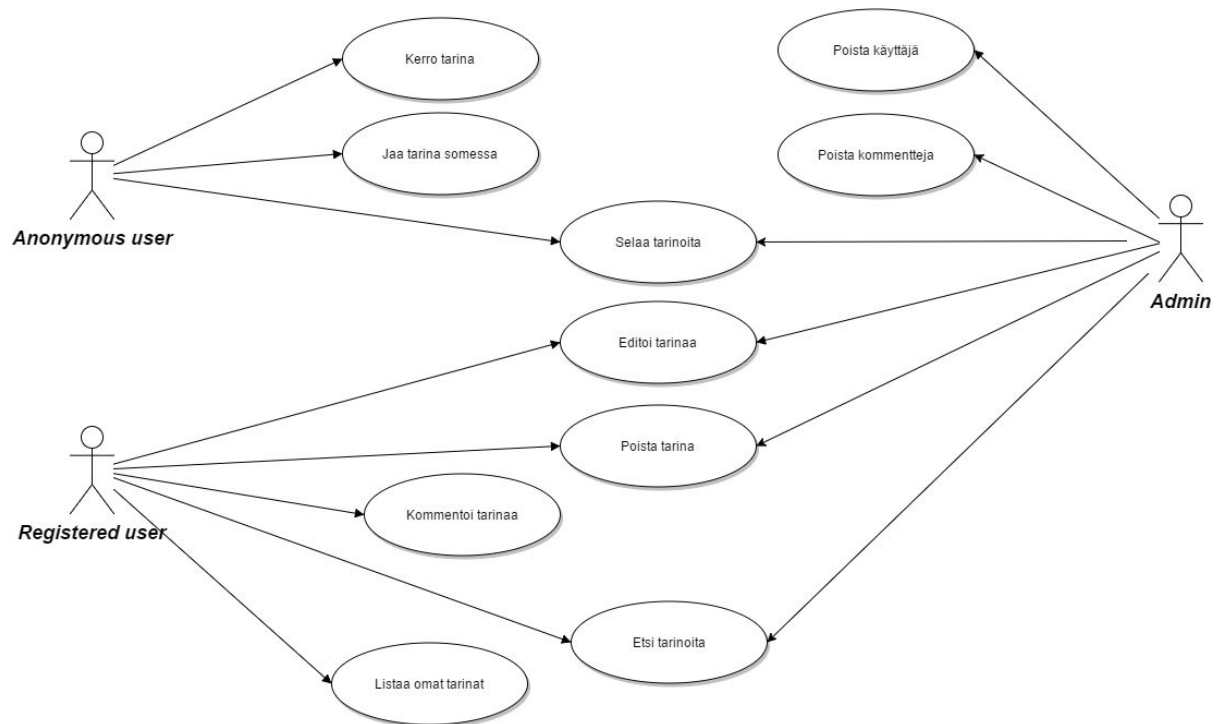 Kerro tarina
Poista käyttäjä
Jaa tarina somessa
Poista kommentteja
Anonymous user
Selaa tarinoita
Admin
Editoi tarinaa
Poista tarina
Kommentoi tarinaa
Registered user
Etsi tarinoita
Listaa omat tarinat